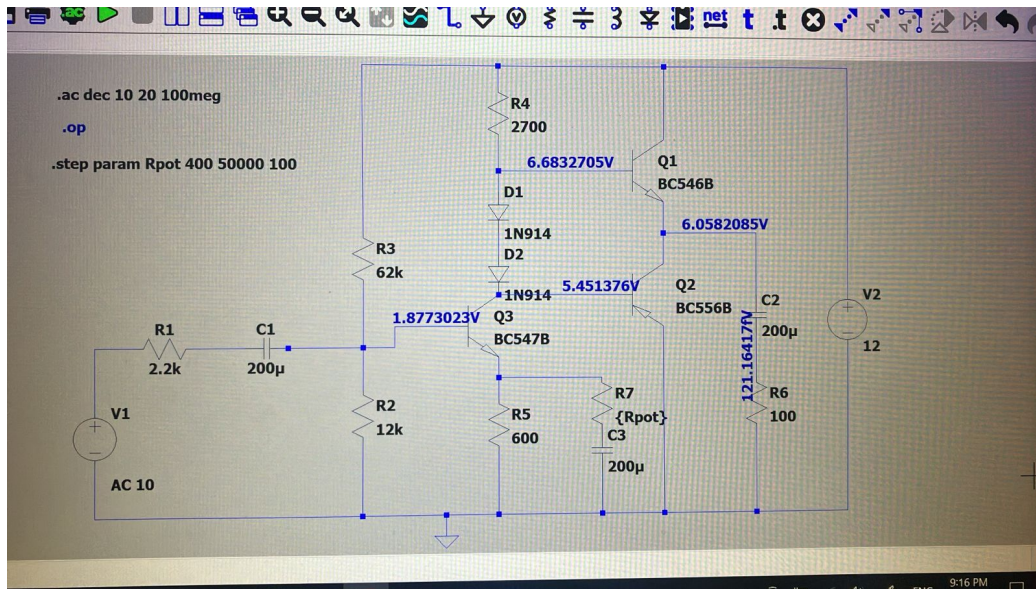 net
t
.t
.ac dec 10 20 100meg
.op
.step param Rpot 400 50000 100
R4
2700
6.6832705V
Q1
BC546B
D1
1N914
6.0582085V
D2
R3
62k
1N914
5.451376V
Q2
BC556B
C2
200µ
V2
12
1.8773023V
Q3
BC547B
R1
2.2k
C1
200µ
121.16417fV
R7
{Rpot}
R6
100
V1
AC 10
R2
12k
R5
600
C3
200µ
9:16 PM